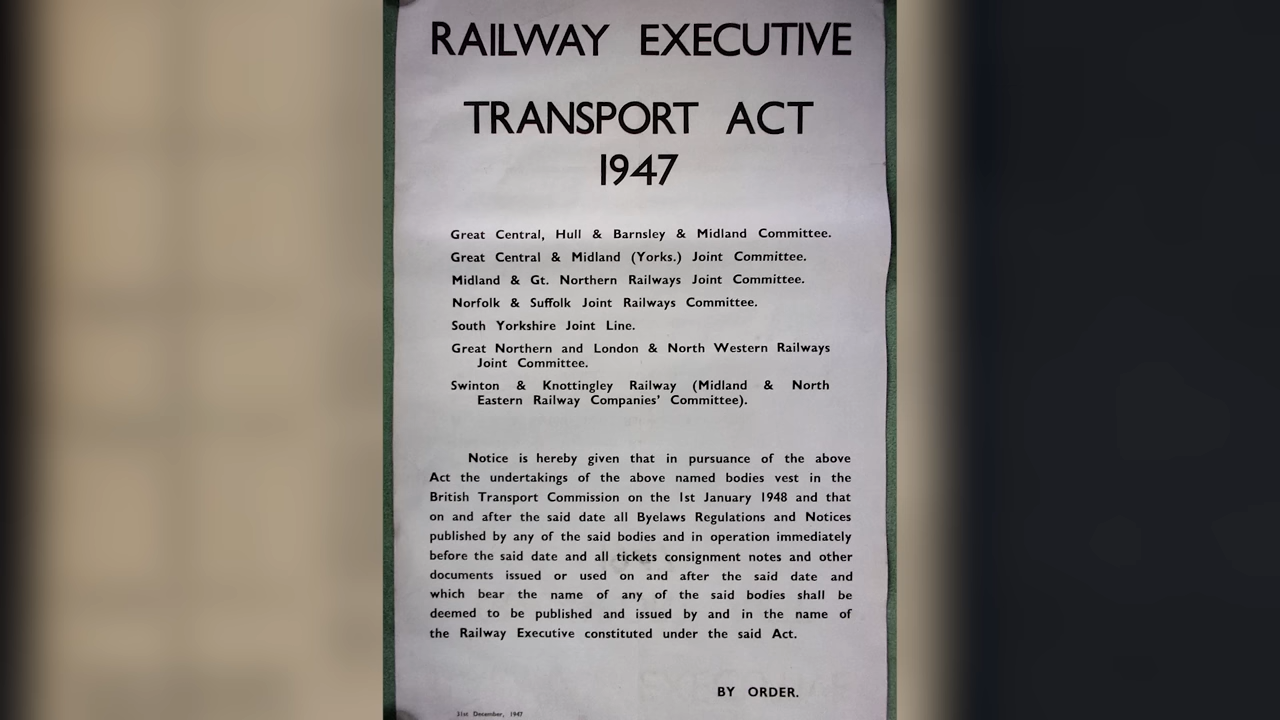 RAILWAY EXECUTIVE
TRANSPORT ACT
1947
Great Central, Hull & Barnsley & Midland Committee.
Great Central & Midland (Yorks.) Joint Committee.
Midland & Gt. Northern Railways Joint Committee.
Norfolk & Suffolk Joint Railways Committee.
South Yorkshire Joint Line.
Great Northern and London & North Western Railways
Joint Committee.
Swinton & Knottingley Railway (Midland & North
Eastern Railway Companies' Committee).
Notice is hereby given that in pursuance of the above
Act the undertakings of the above named bodies vest in the
British Transport Commission on the 1st January 1948 and that
on and after the said date all Byelaws Regulations and Notices
published by any of the said bodies and in operation immediately
before the said date and all tickets consignment notes and other
documents issued or used on and after the said date and
which bear the name of any of the said bodies shall be
deemed to be published and issued by and in the name of
the Railway Executive constituted under the said Act.
BY ORDER.
31st December, 1947